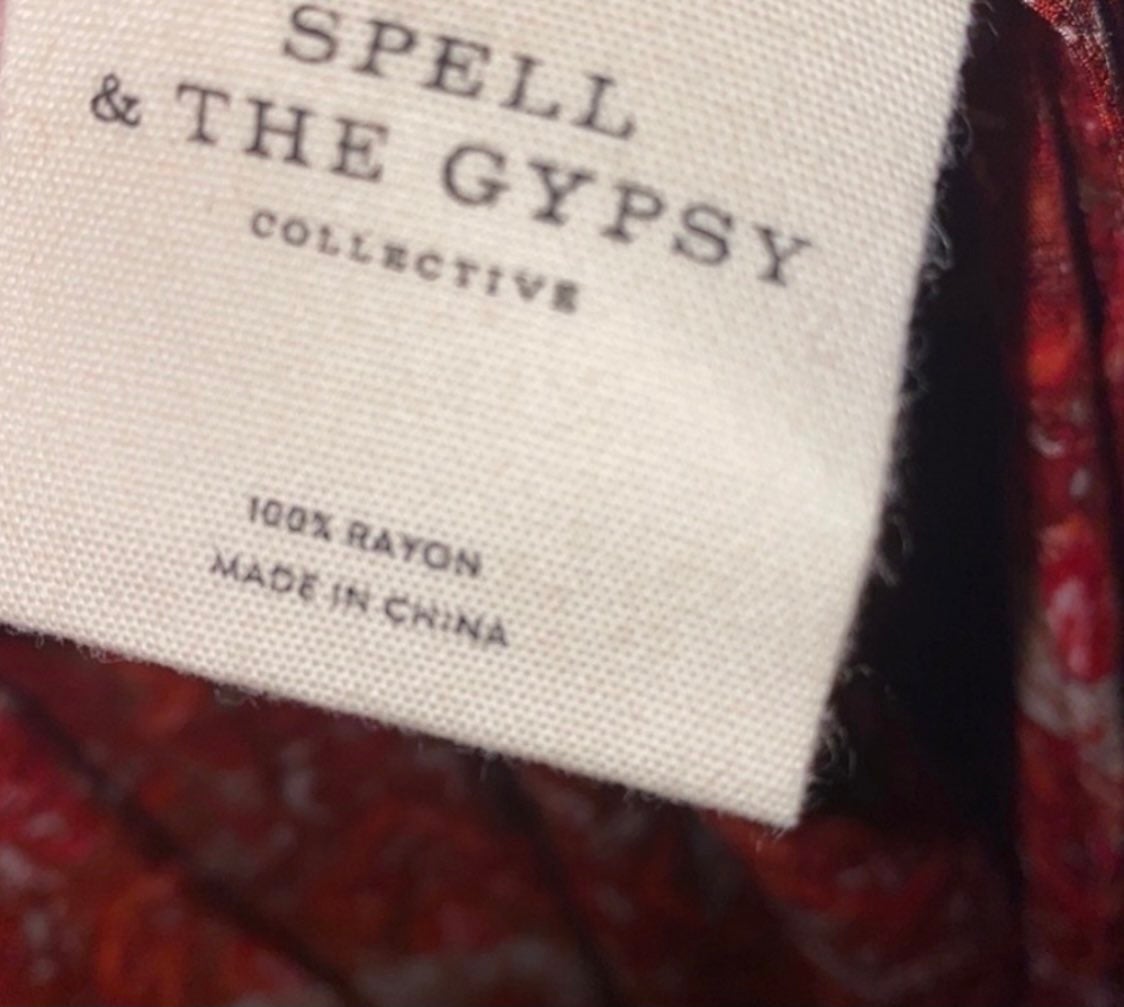 SPELL
& THE GYPSY
COLLECTIVE
100% RAYON
MADE IN CHINA